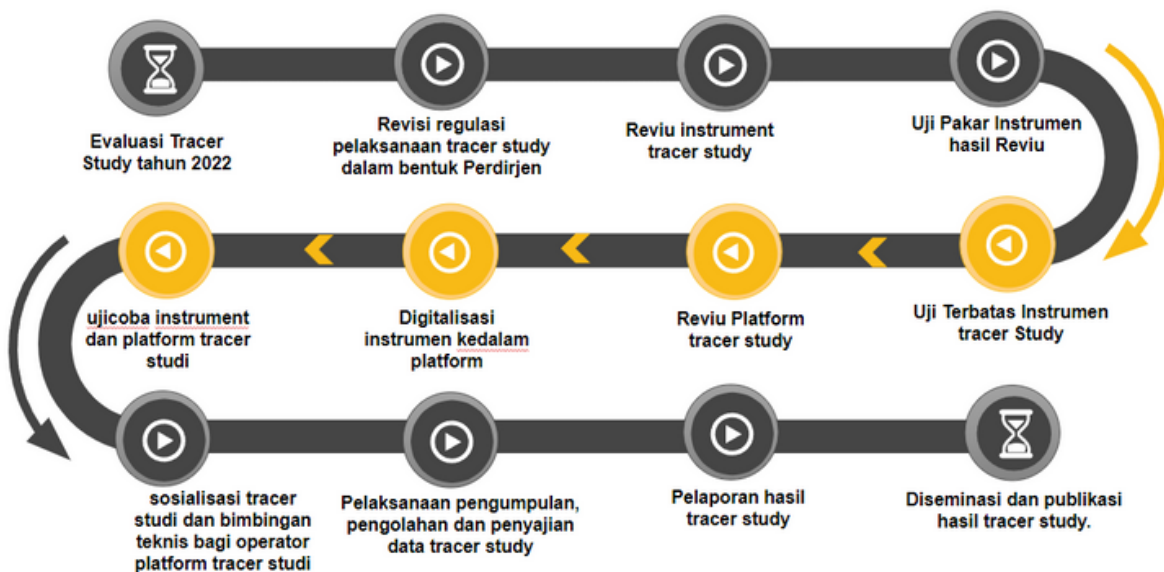 Evaluasi Tracer
Study tahun 2022
Revisi regulasi
pelaksanaan tracer study
dalam bentuk Perdirjen
Reviu instrument
tracer study
Uji Pakar Instrumen
hasil Reviu
Uji Terbatas Instrumen
tracer Study
Reviu Platform
tracer study
Digitalisasi
instrumen kedalam
platform
ujicoba instrument
dan platform tracer
studi
sosialisasi tracer
studi dan bimbingan
teknis bagi operator
platform tracer studi
Pelaksanaan pengumpulan,
pengolahan dan penyajian
data tracer study
Pelaporan hasil
tracer study
Diseminasi dan publikasi
hasil tracer study.